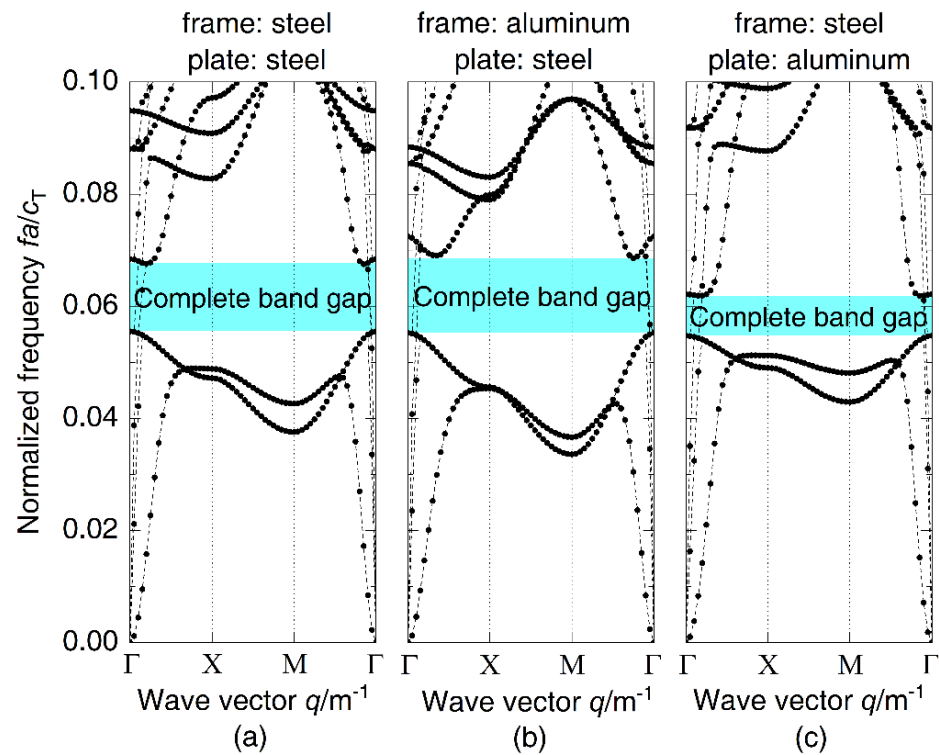 frame: steel
plate: steel
frame: aluminum
plate: steel
frame: steel
plate: aluminum
Normalized frequency fa/c_T
0.10
0.08
0.06
0.04
0.02
0.00
Complete band gap
Complete band gap
Complete band gap
Γ X M Γ
Γ X M Γ
Γ X M Γ
Wave vector q/m⁻¹
Wave vector q/m⁻¹
Wave vector q/m⁻¹
(a)
(b)
(c)